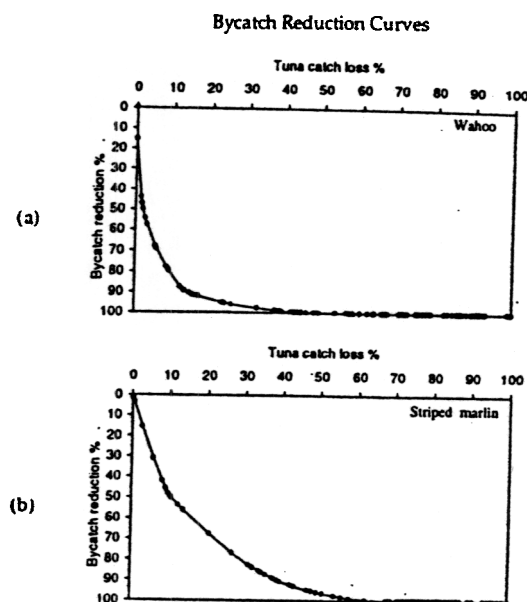 Bycatch Reduction Curves
Tuna catch loss %
0 10 20 30 40 50 60 70 80 90 100
0
10
20
30
40
50
60
70
80
90
100
Bycatch reduction %
Wahoo
(a)
Tuna catch loss %
0 10 20 30 40 50 60 70 80 90 100
0
10
20
30
40
50
60
70
80
90
100
Bycatch reduction %
Striped marlin
(b)